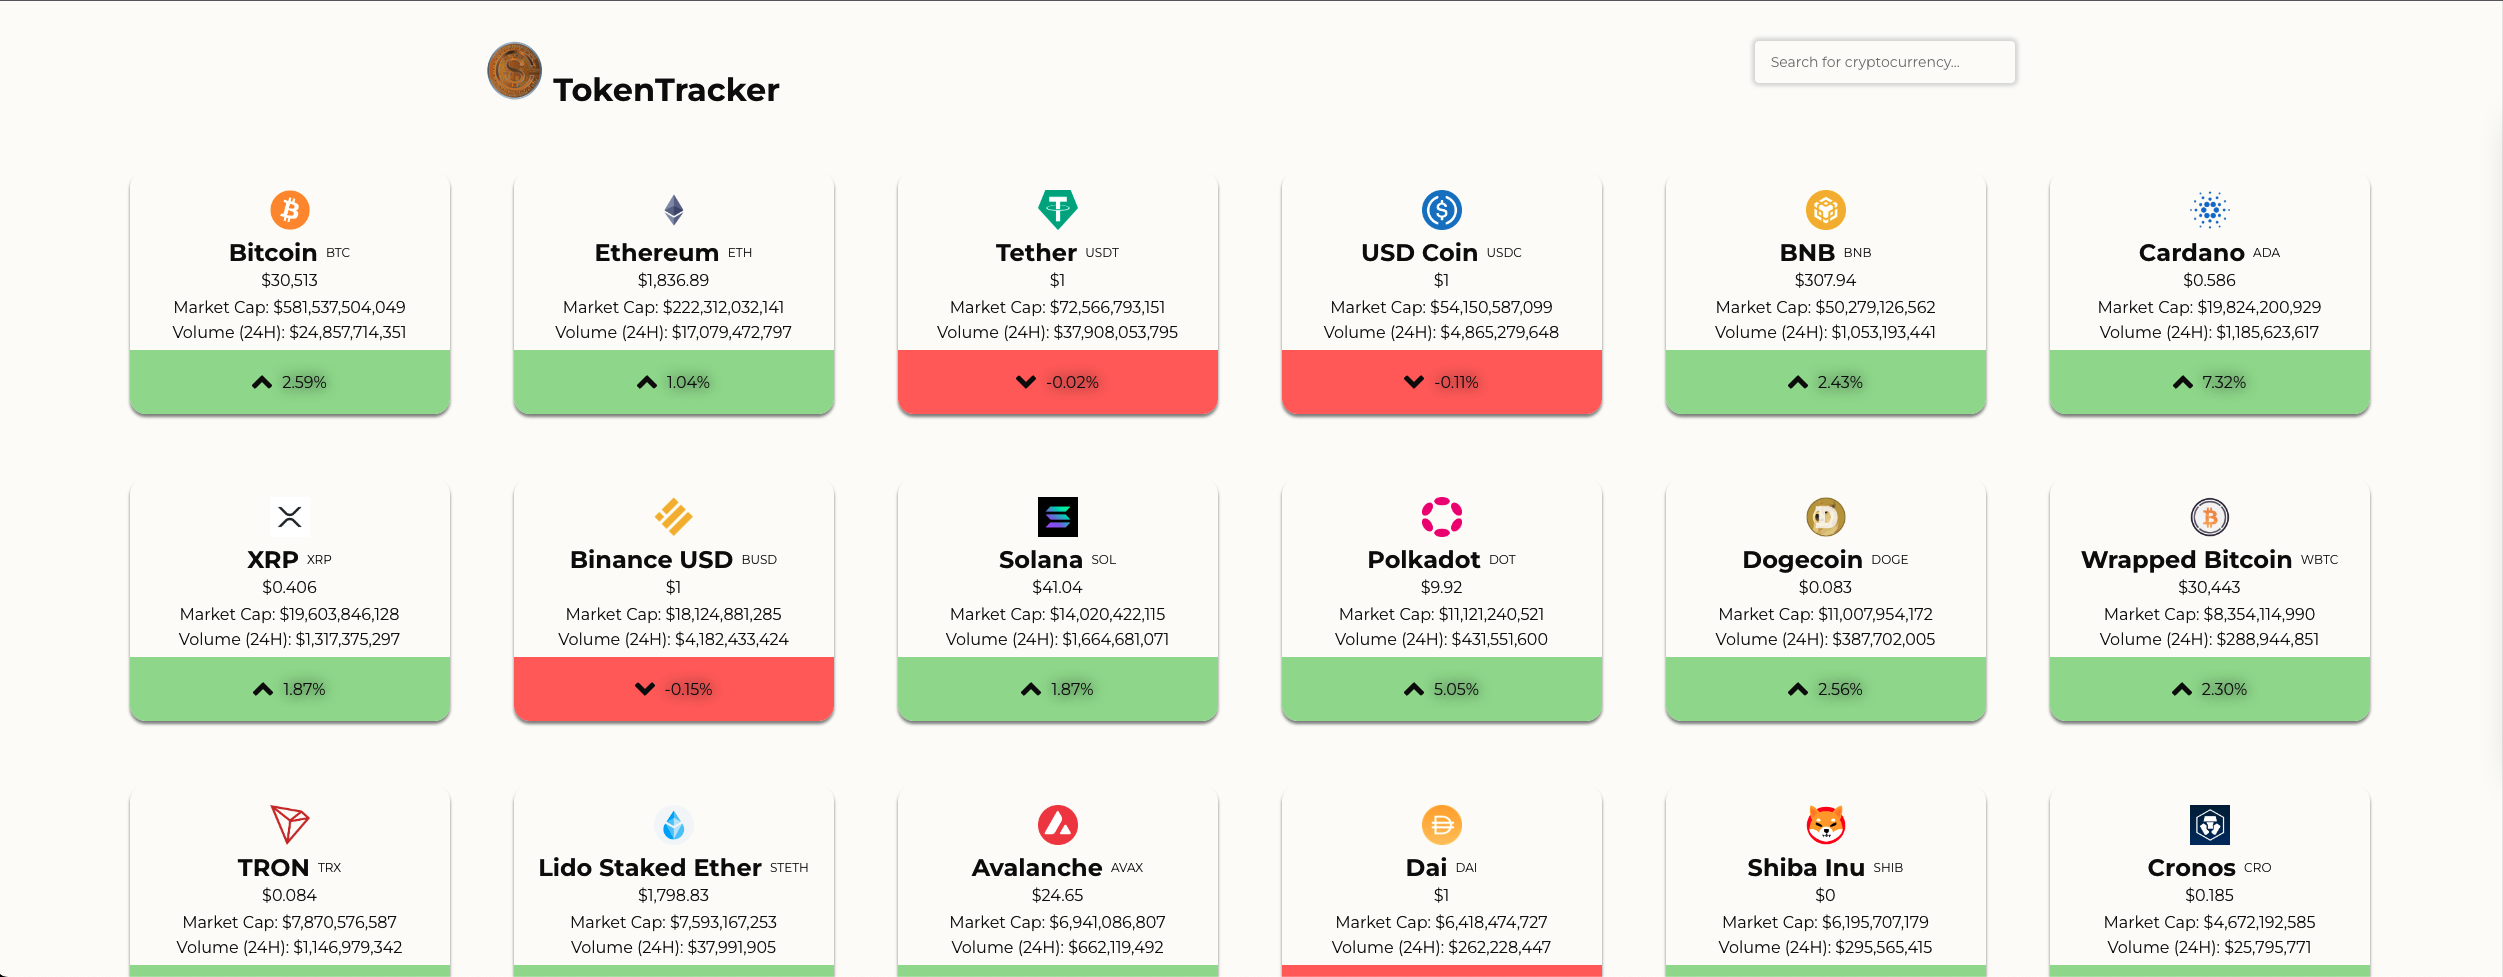 TokenTracker
Search for cryptocurrency...
Bitcoin BTC
$30,513
Market Cap: $581,537,504,049
Volume (24H): $24,857,714,351
2.59%
Ethereum ETH
$1,836.89
Market Cap: $222,312,032,141
Volume (24H): $17,079,472,797
1.04%
Tether USDT
$1
Market Cap: $72,566,793,151
Volume (24H): $37,908,053,795
-0.02%
USD Coin USDC
$1
Market Cap: $54,150,587,099
Volume (24H): $4,865,279,648
-0.11%
BNB BNB
$307.94
Market Cap: $50,279,126,562
Volume (24H): $1,053,193,441
2.43%
Cardano ADA
$0.586
Market Cap: $19,824,200,929
Volume (24H): $1,185,623,617
7.32%
XRP XRP
$0.406
Market Cap: $19,603,846,128
Volume (24H): $1,317,375,297
1.87%
Binance USD BUSD
$1
Market Cap: $18,124,881,285
Volume (24H): $4,182,433,424
-0.15%
Solana SOL
$41.04
Market Cap: $14,020,422,115
Volume (24H): $1,664,681,071
1.87%
Polkadot DOT
$9.92
Market Cap: $11,121,240,521
Volume (24H): $431,551,600
5.05%
Dogecoin DOGE
$0.083
Market Cap: $11,007,954,172
Volume (24H): $387,702,005
2.56%
Wrapped Bitcoin WBTC
$30,443
Market Cap: $8,354,114,990
Volume (24H): $288,944,851
2.30%
TRON TRX
$0.084
Market Cap: $7,870,576,587
Volume (24H): $1,146,979,342
Lido Staked Ether STETH
$1,798.83
Market Cap: $7,593,167,253
Volume (24H): $37,991,905
Avalanche AVAX
$24.65
Market Cap: $6,941,086,807
Volume (24H): $662,119,492
Dai DAI
$1
Market Cap: $6,418,474,727
Volume (24H): $262,228,447
Shiba Inu SHIB
$0
Market Cap: $6,195,707,179
Volume (24H): $295,565,415
Cronos CRO
$0.185
Market Cap: $4,672,192,585
Volume (24H): $25,795,771